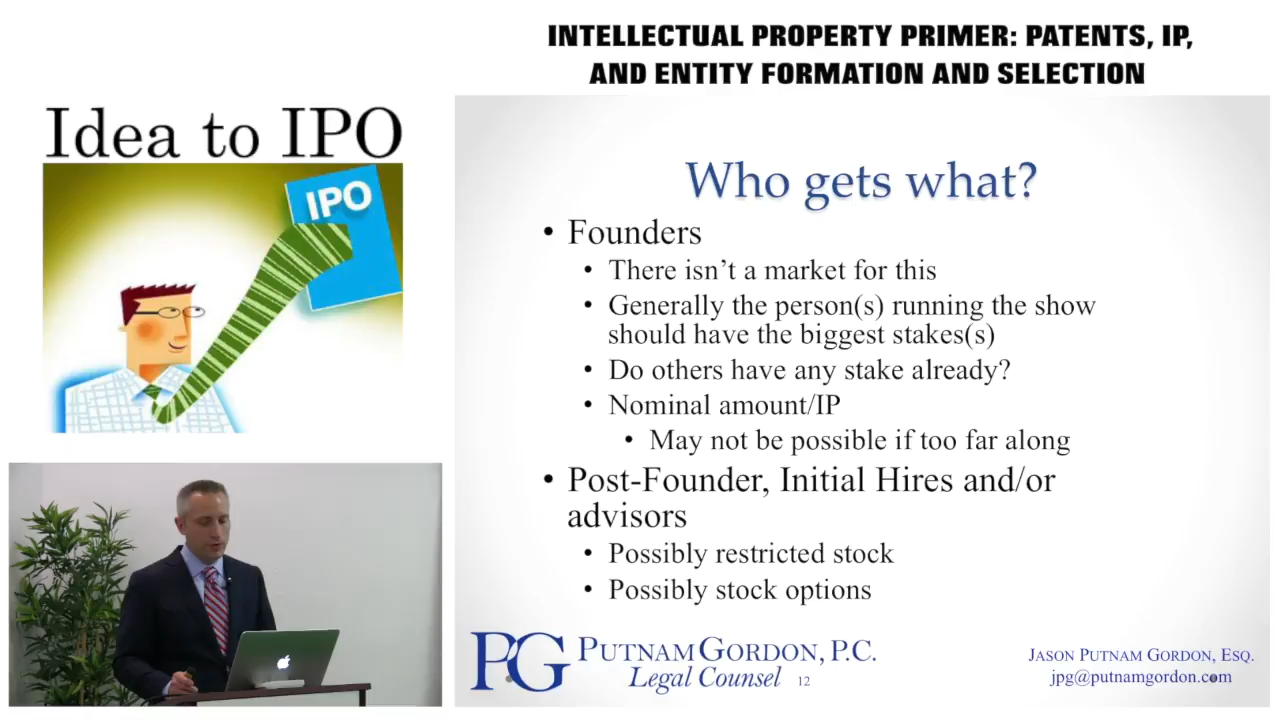 INTELLECTUAL PROPERTY PRIMER: PATENTS, IP,
AND ENTITY FORMATION AND SELECTION
Idea to IPO
IPO
Who gets what?
• Founders
• There isn't a market for this
• Generally the person(s) running the show
should have the biggest stakes(s)
• Do others have any stake already?
• Nominal amount/IP
• May not be possible if too far along
• Post-Founder, Initial Hires and/or
advisors
• Possibly restricted stock
• Possibly stock options
PG PUTNAM GORDON, P.C.
Legal Counsel
12
JASON PUTNAM GORDON, ESQ.
jpg@putnamgordon.com